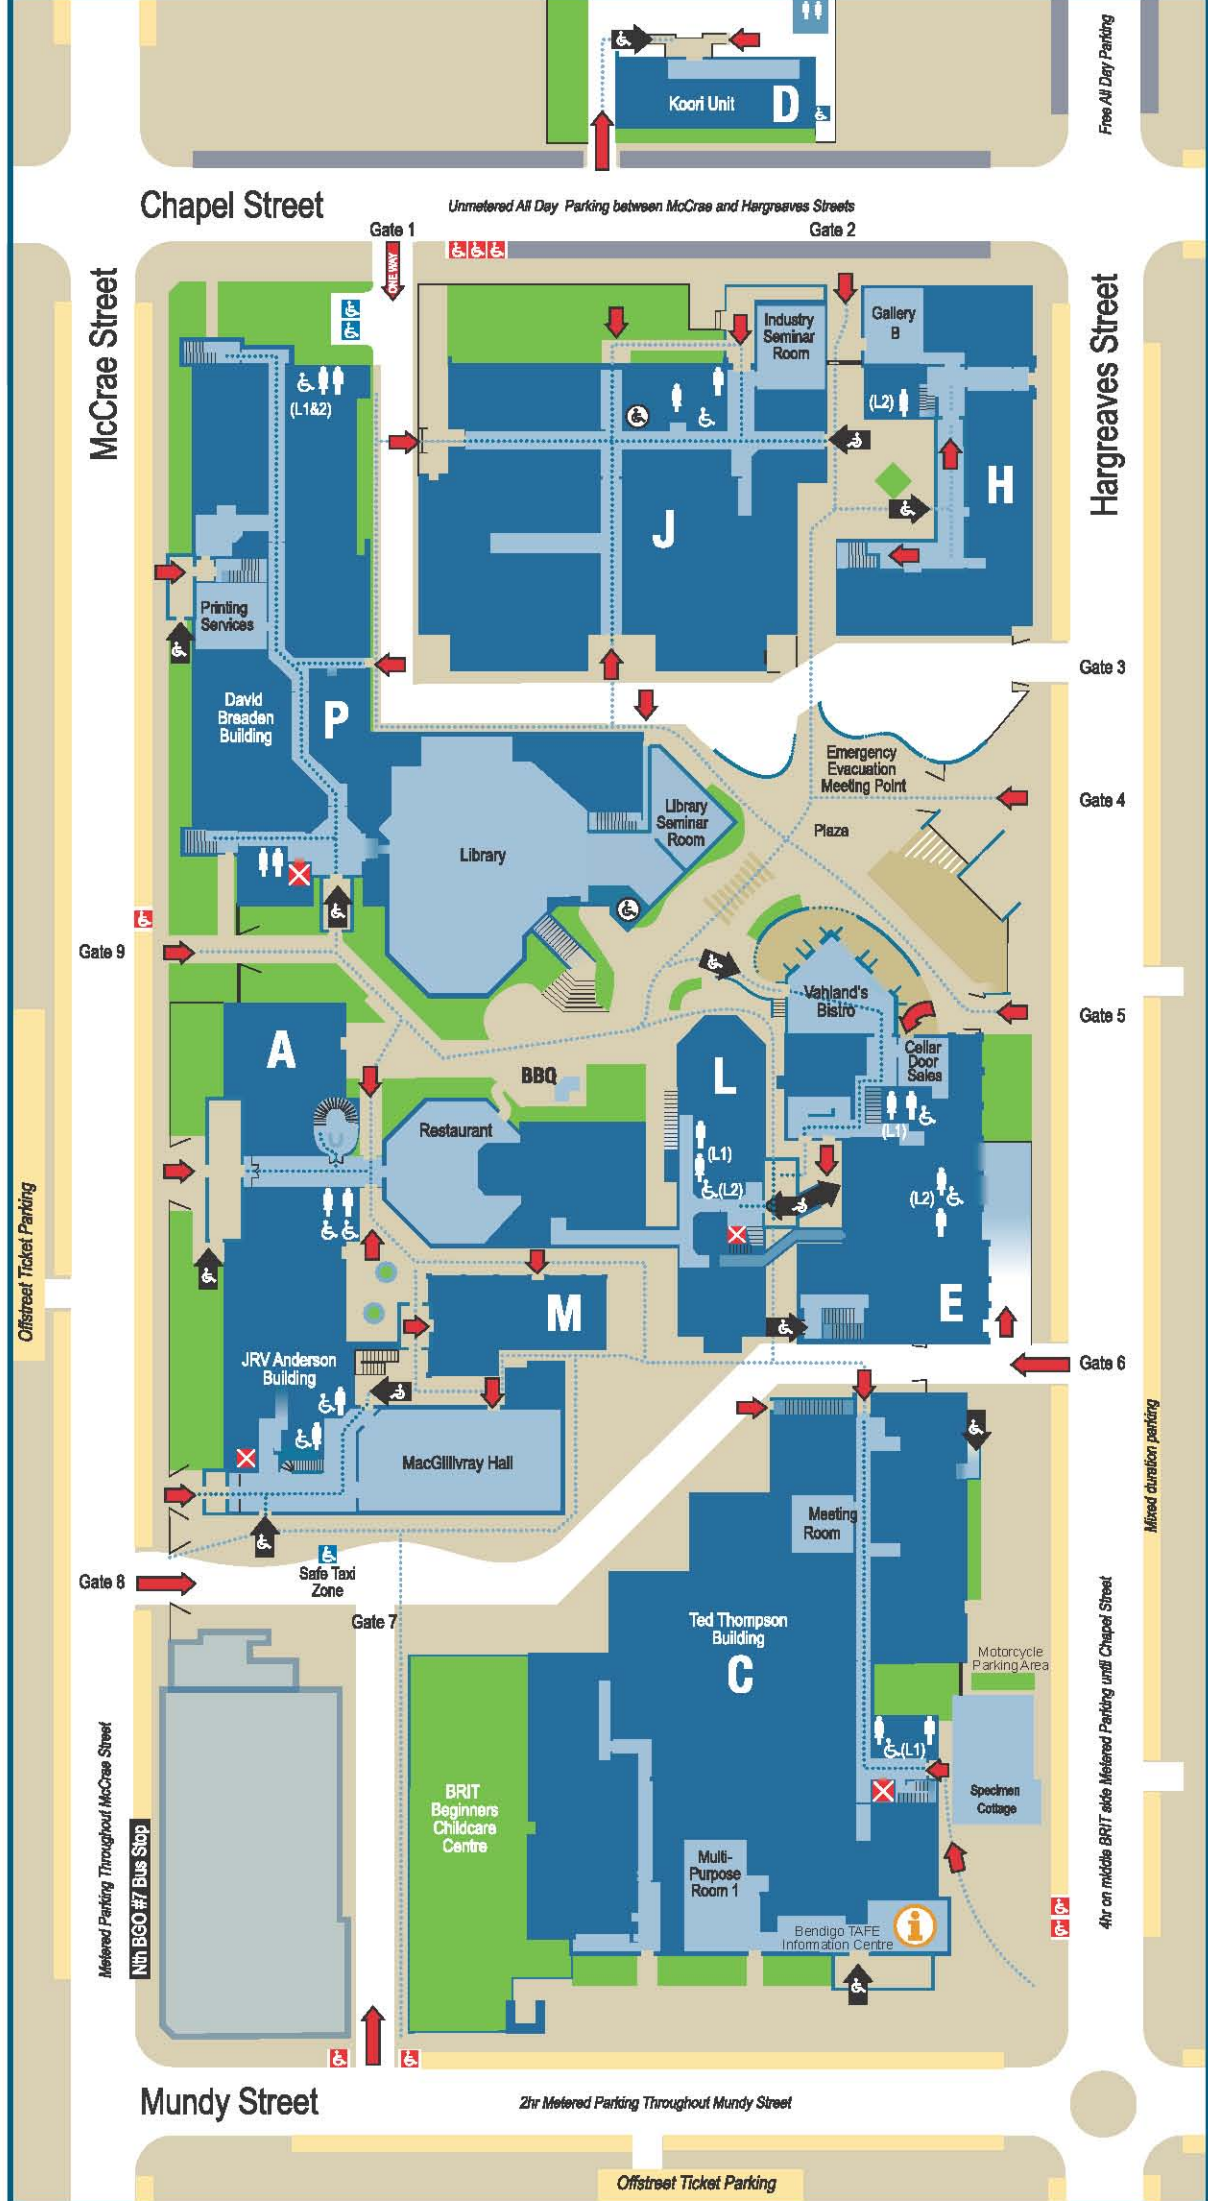 Free All Day Parking
Koori Unit
D
Chapel Street
Unmetered All Day Parking between McCrae and Hargreaves Streets
Gate 1
Gate 2
ONE WAY
McCrae Street
Hargreaves Street
Industry
Seminar
Room
Gallery
B
(L1&2)
(L2)
H
J
Printing
Services
David
Breaden
Building
P
Gate 3
Emergency
Evacuation
Meeting Point
Gate 4
Library
Seminar
Room
Plaza
Library
Gate 9
Vahland's
Bistro
Gate 5
A
Cellar
Door
Sales
L
BBQ
(L1)
Restaurant
(L1)
(L2)
(L2)
Offstreet Ticket Parking
E
M
JRV Anderson
Building
Gate 6
MacGillivray Hall
Mixed duration parking
Meeting
Room
Safe Taxi
Zone
Gate 8
Gate 7
Ted Thompson
Building
C
Motorcycle
Parking Area
4hr on middle BRIT side Metered Parking until Chapel Street
Metered Parking Throughout McCrae Street
Nth BGO #7 Bus Stop
(L1)
BRIT
Beginners
Childcare
Centre
Specimen
Cottage
Multi-
Purpose
Room 1
Bendigo TAFE
Information Centre
i
Mundy Street
2hr Metered Parking Throughout Mundy Street
Offstreet Ticket Parking